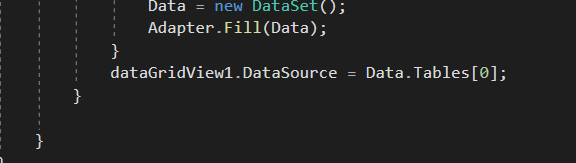 Data = new DataSet();
Adapter.Fill(Data);
}
dataGridView1.DataSource = Data.Tables[0];
}
}